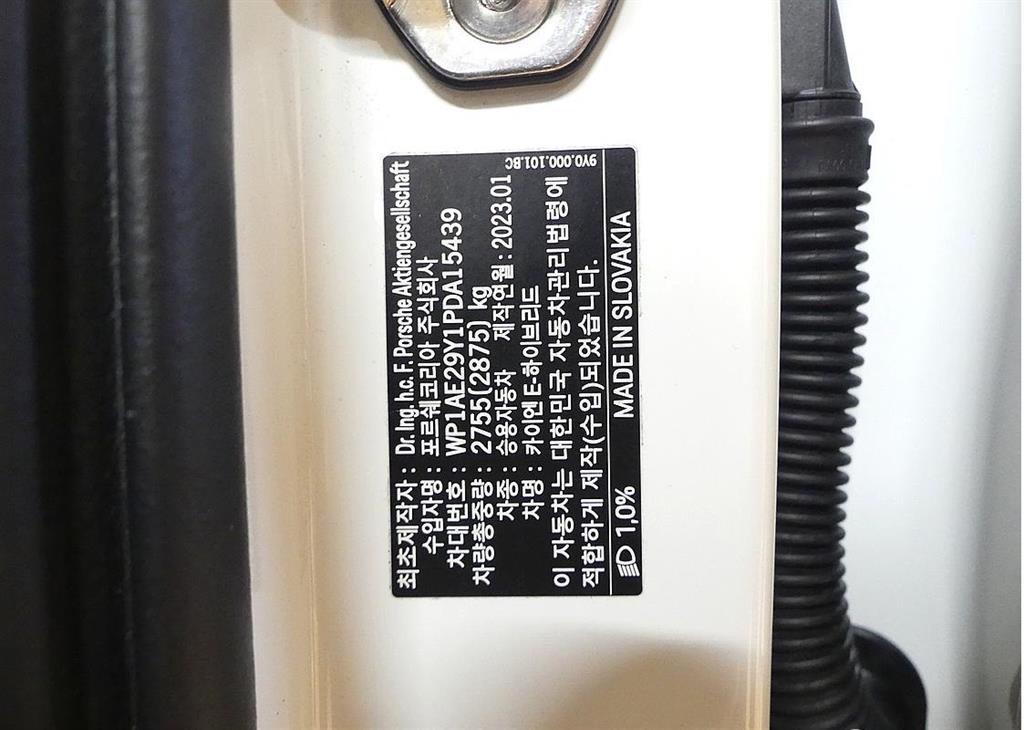 최초제작자 : Dr. Ing. h.c. F. Porsche Aktiengesellschaft
수입자명 : 포르쉐코리아 주식회사
차대번호 : WP1AE29Y1PDA15439
차량총중량 : 2755(2875) kg
차종 : 승용자동차 제작연월 : 2023.01
차명 : 카이엔 E-하이브리드
이 자동차는 대한민국 자동차관리법령에
적합하게 제작(수입)되었습니다.
1,0% MADE IN SLOVAKIA
9Y0.000.101.BC